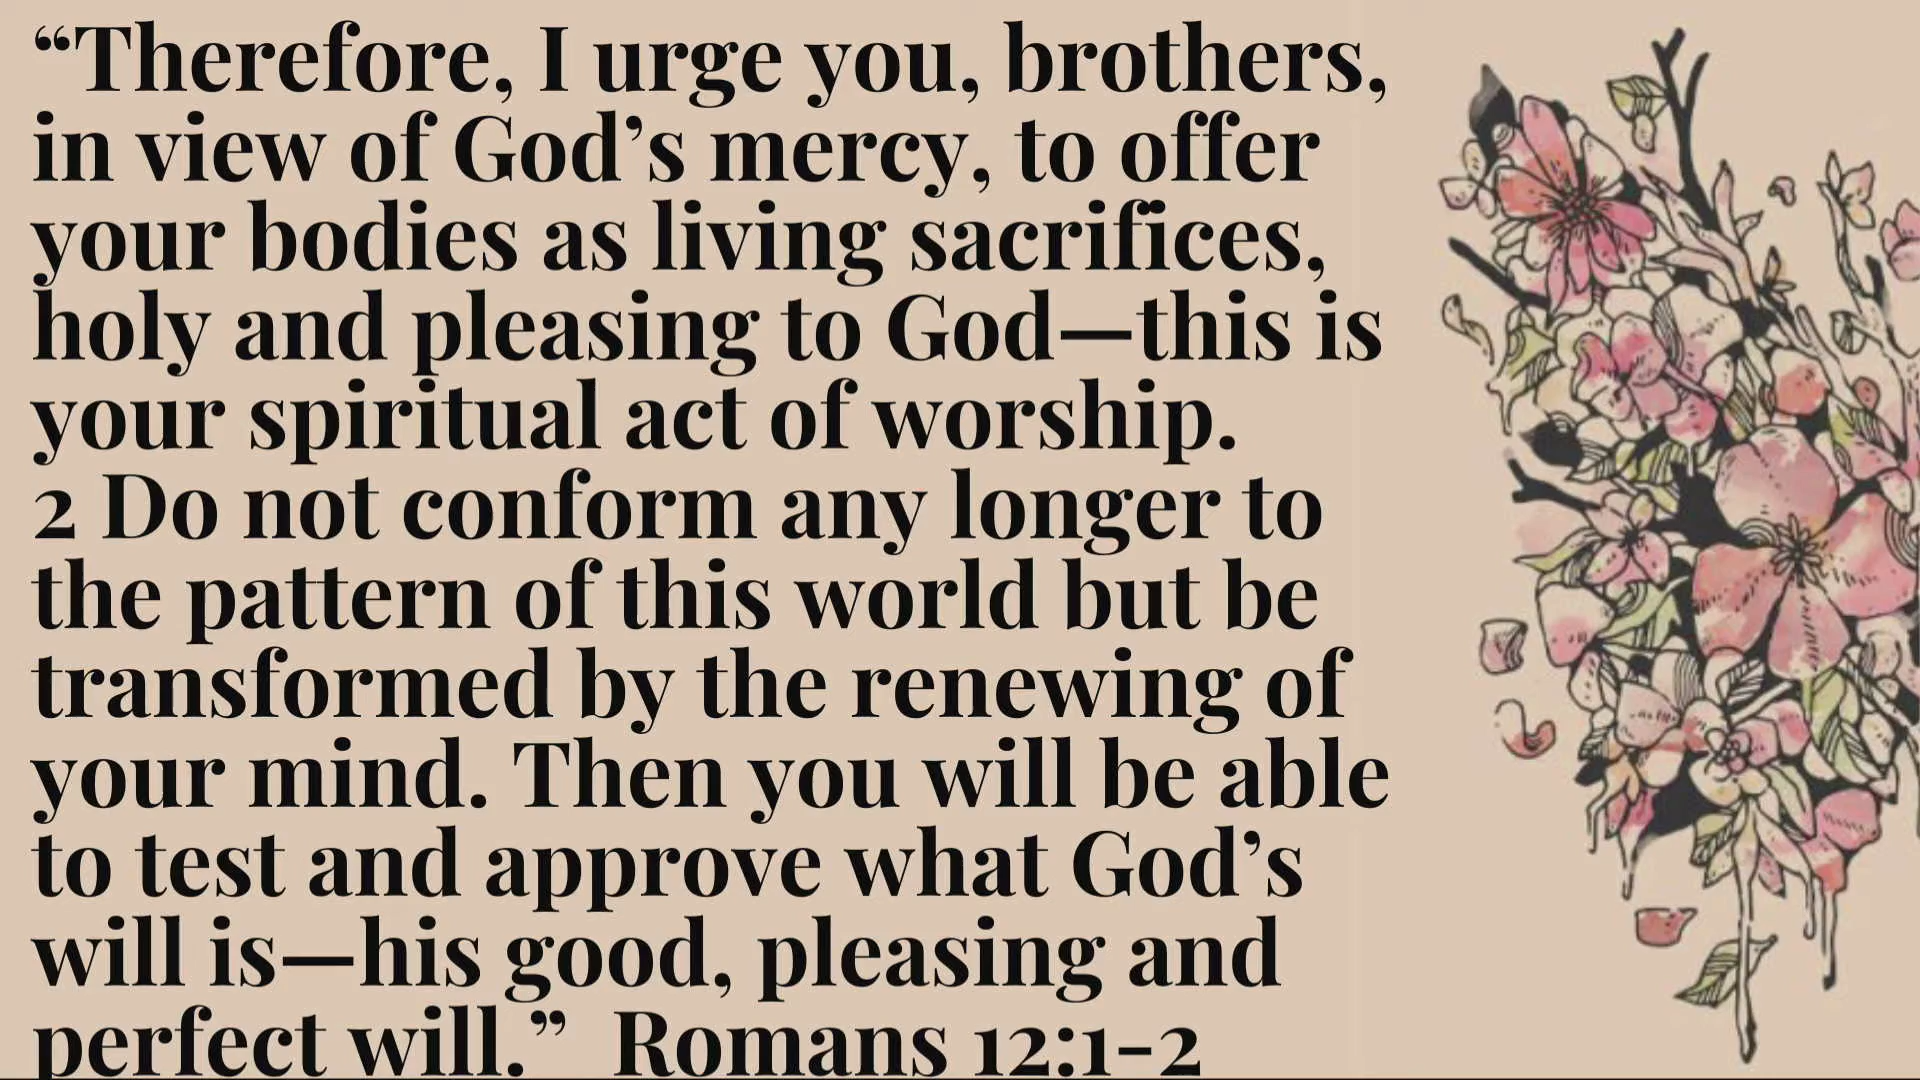 “Therefore, I urge you, brothers,
in view of God’s mercy, to offer
your bodies as living sacrifices,
holy and pleasing to God—this is
your spiritual act of worship.
2 Do not conform any longer to
the pattern of this world but be
transformed by the renewing of
your mind. Then you will be able
to test and approve what God’s
will is—his good, pleasing and
perfect will.”  Romans 12:1-2